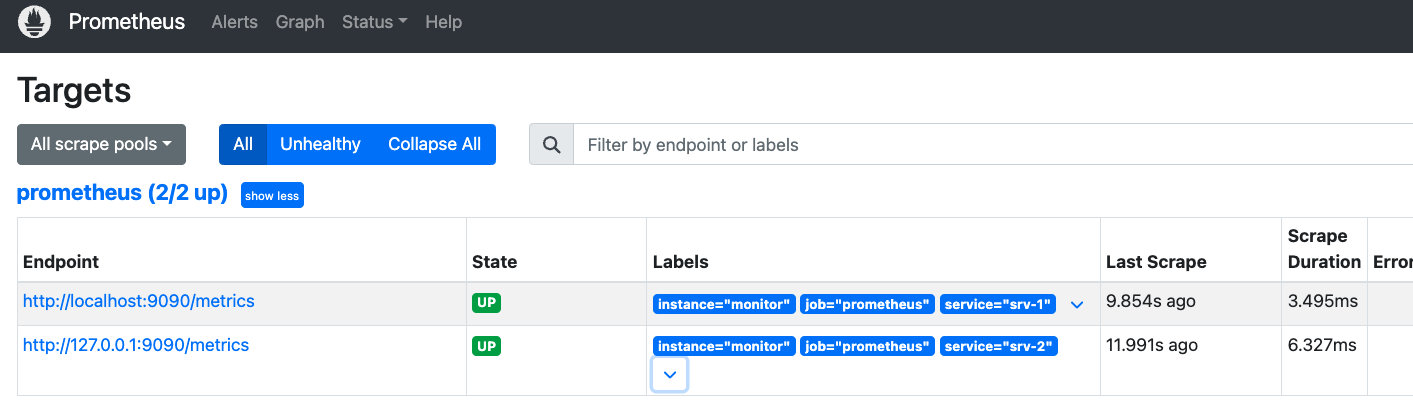 Prometheus Alerts Graph Status Help
Targets
All scrape pools All Unhealthy Collapse All Filter by endpoint or labels
prometheus (2/2 up) show less
Endpoint State Labels Last Scrape Scrape Duration Error
http://localhost:9090/metrics UP instance="monitor" job="prometheus" service="srv-1" 9.854s ago 3.495ms
http://127.0.0.1:9090/metrics UP instance="monitor" job="prometheus" service="srv-2" 11.991s ago 6.327ms